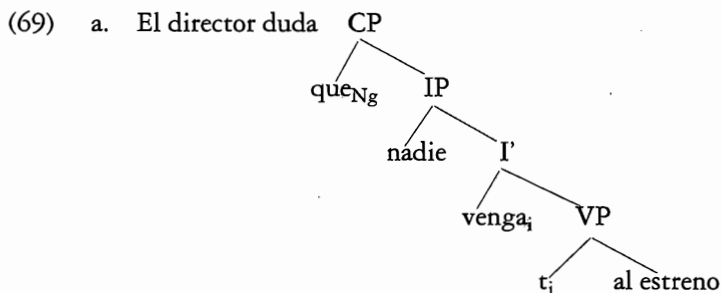 (69) a. El director duda CP
que_Ng IP
nadie I'
venga_i VP
t_i al estreno